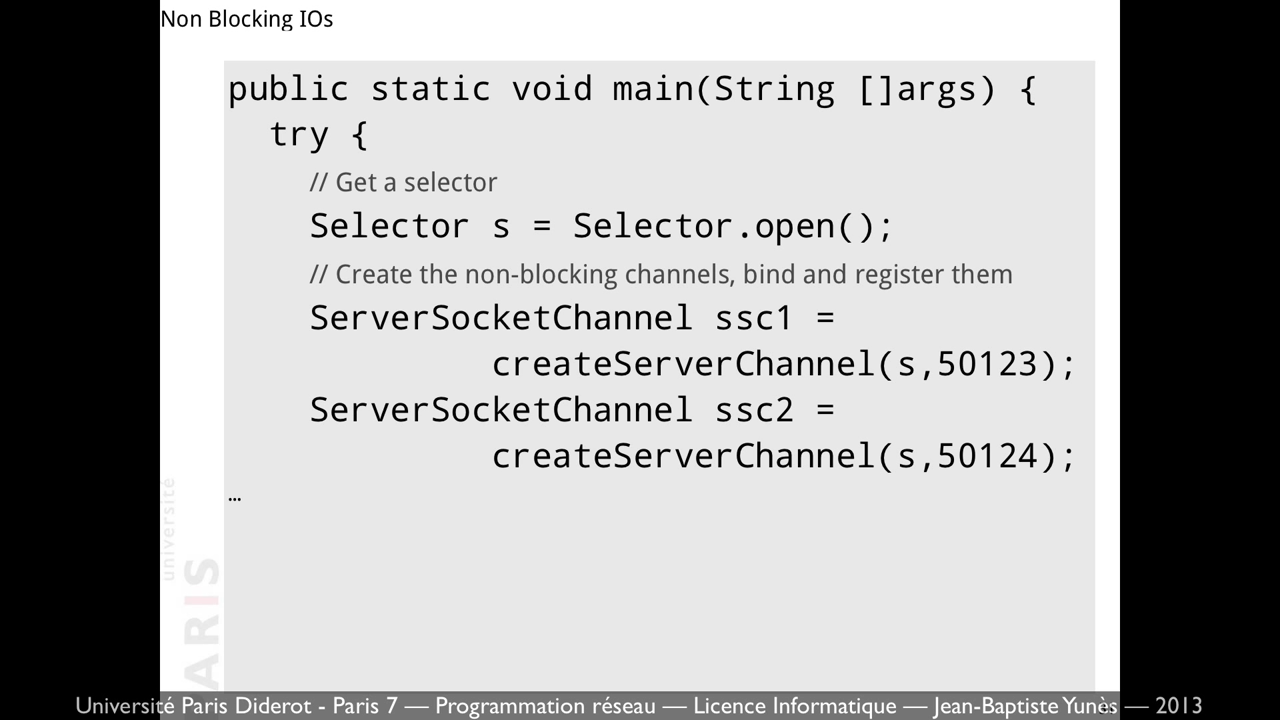 Non Blocking IOs
public static void main(String []args) {
try {
// Get a selector
Selector s = Selector.open();
// Create the non-blocking channels, bind and register them
ServerSocketChannel ssc1 =
createServerChannel(s,50123);
ServerSocketChannel ssc2 =
createServerChannel(s,50124);
…
université
PARIS
Université Paris Diderot - Paris 7 — Programmation réseau — Licence Informatique — Jean-Baptiste Yunès — 2013